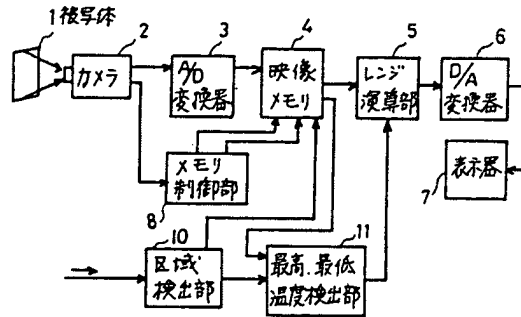 1 被写体
2
カメラ
3
A/D
変換器
4
映像
メモリ
5
レンジ
演算部
6
D/A
変換器
7
表示器
8
メモリ
制御部
10
区域
検出部
11
最高、最低
温度検出部